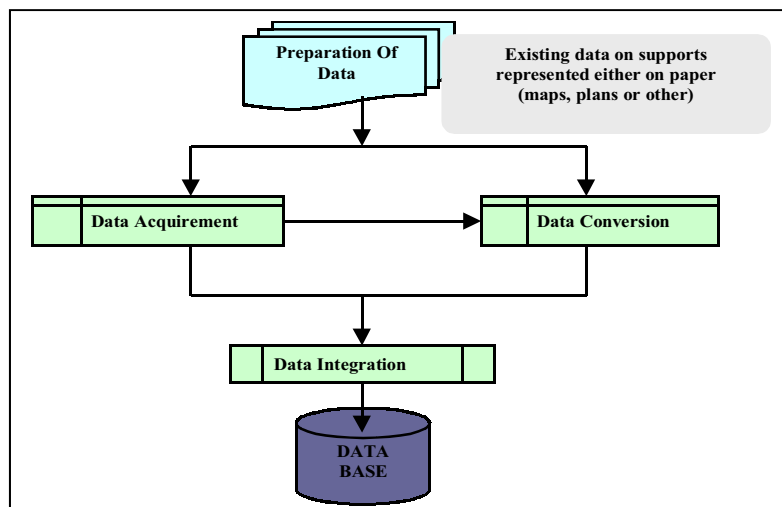 Preparation Of
Data
Existing data on supports
represented either on paper
(maps, plans or other)
Data Acquirement
Data Conversion
Data Integration
DATA
BASE